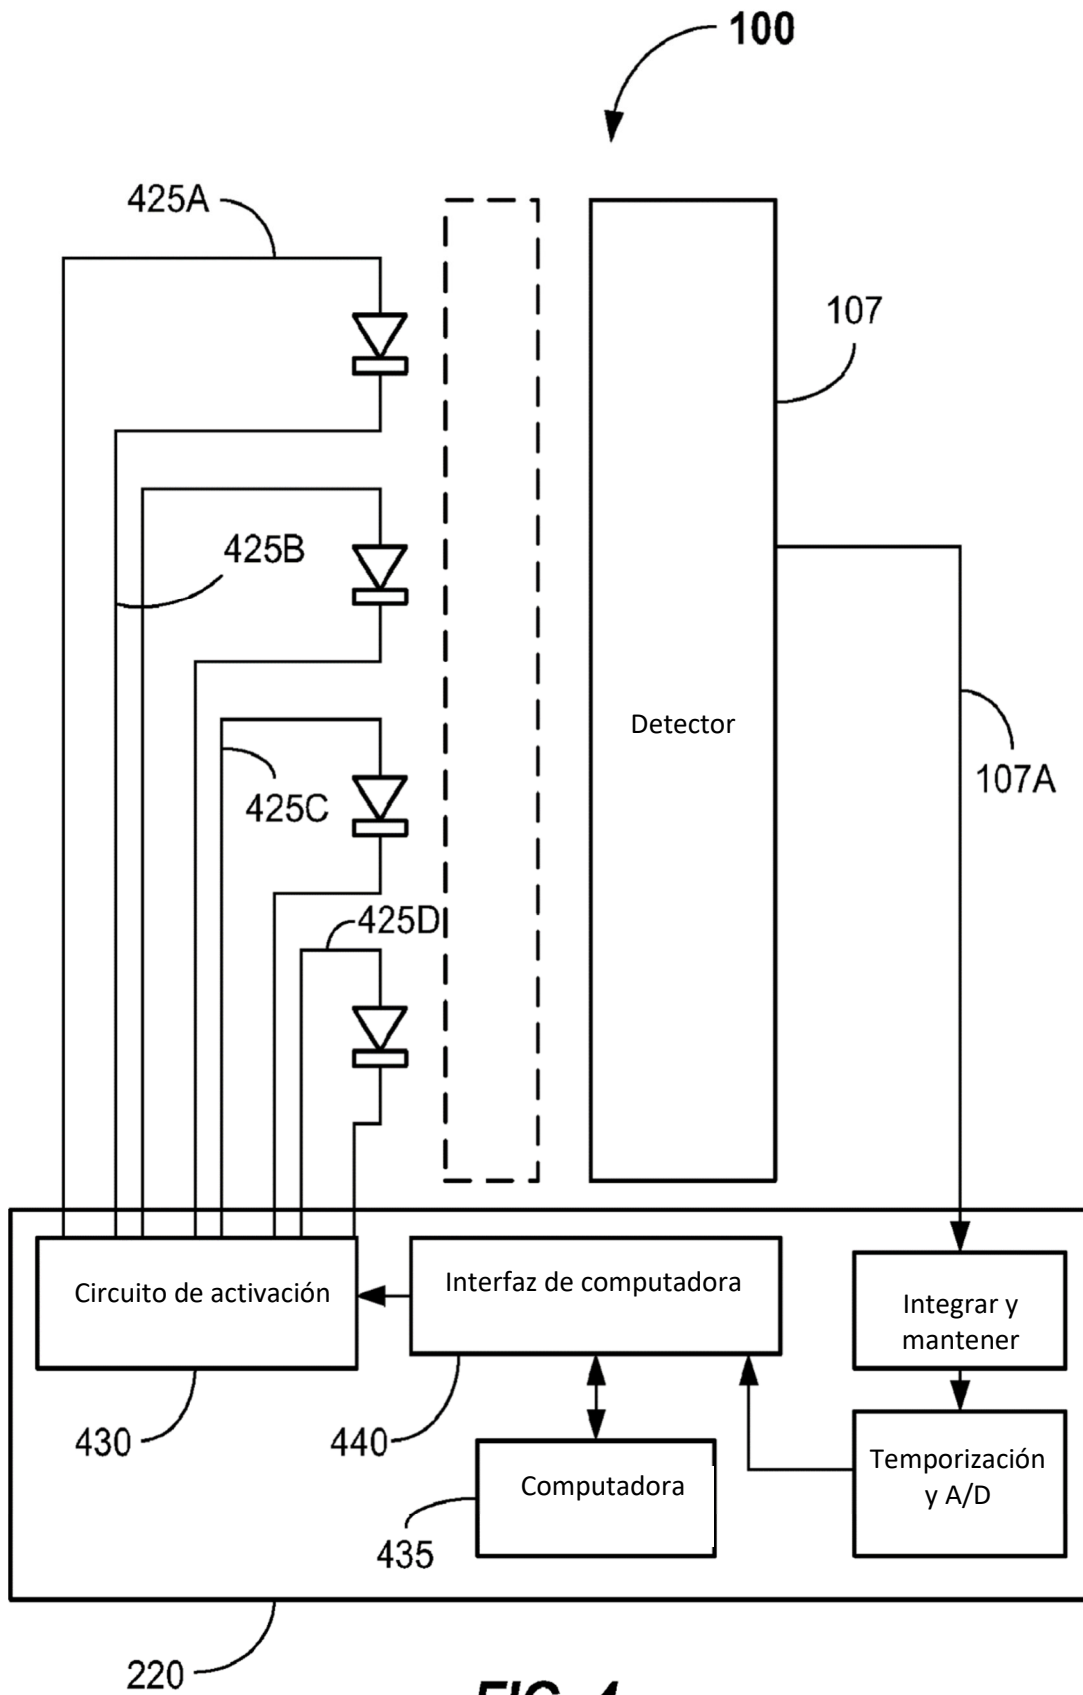 100
425A
107
425B
Detector
107A
425C
425D
Circuito de activación
Interfaz de computadora
Integrar y
mantener
430
440
Computadora
Temporización
y A/D
435
220